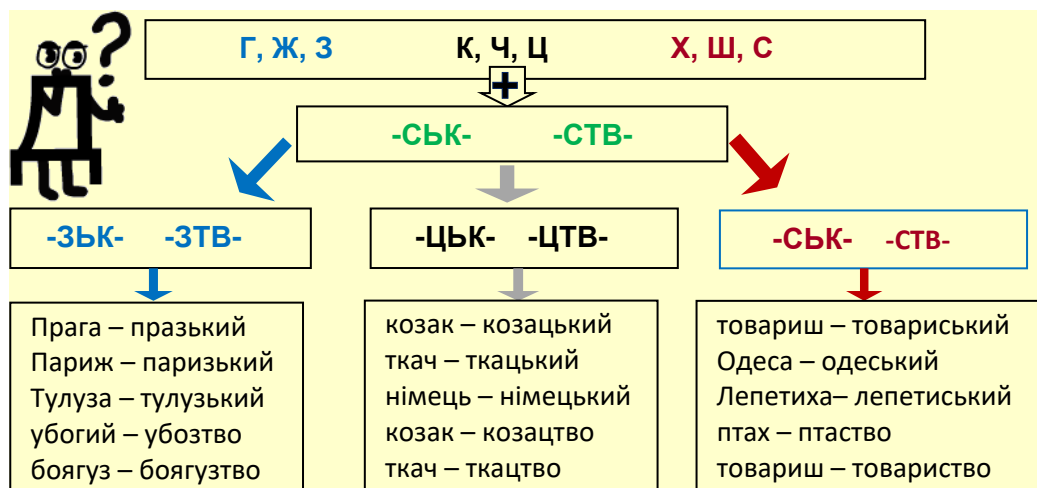 ?
Г, Ж, З К, Ч, Ц Х, Ш, С
+
-СЬК- -СТВ-
-ЗЬК- -ЗТВ-
-ЦЬК- -ЦТВ-
-СЬК- -СТВ-
Прага – празький
Париж – паризький
Тулуза – тулузький
убогий – убозтво
боягуз – боягузтво
козак – козацький
ткач – ткацький
німець – німецький
козак – козацтво
ткач – ткацтво
товариш – товариський
Одеса – одеський
Лепетиха– лепетиський
птах – птаство
товариш – товариство